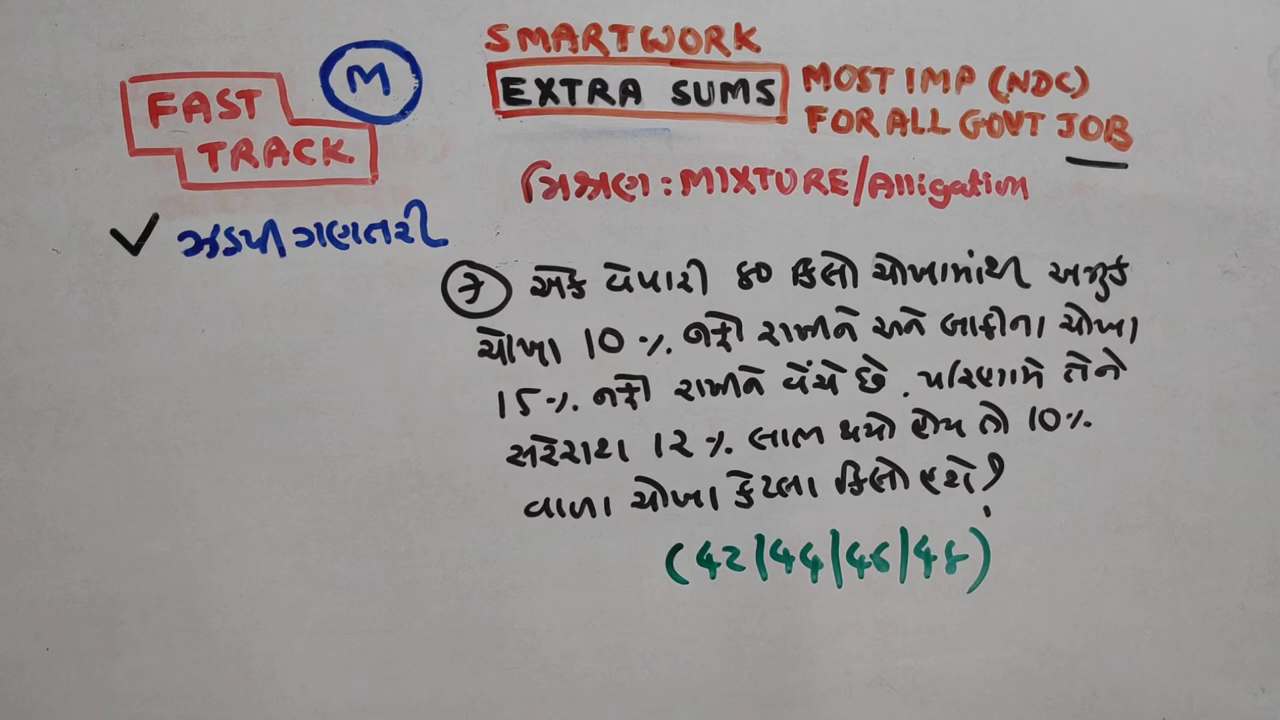 FAST
TRACK
M
✓ ઝડપી ગણતરી
SMARTWORK
EXTRA SUMS
MOST IMP (NDC)
FOR ALL GOVT JOB
મિશ્રણ : MIXTURE/Alligation
એક વેપારી 80 કિલો ચોખામાંથી અમુક
ચોખા 10 %. નફો રાખીને અને બાકીના ચોખા
15 %. નફો રાખીને વેંચે છે. પરિણામે તેને
સરેરાશ 12 %. લાભ થયો હોય તો 10%.
વાળા ચોખા કેટલા કિલો હશે?
(42/44/46/48)